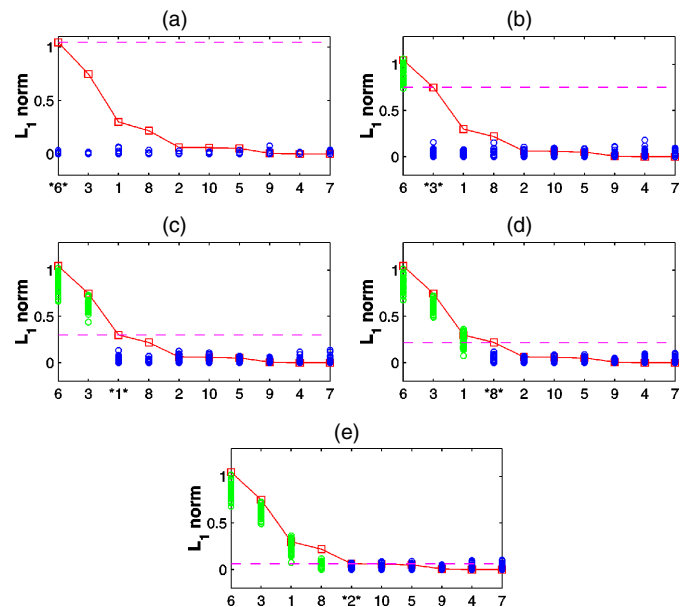 (a)
(b)
L1 norm
1
0.5
0
*6* 3 1 8 2 10 5 9 4 7
L1 norm
1
0.5
0
6 *3* 1 8 2 10 5 9 4 7
(c)
(d)
L1 norm
1
0.5
0
6 3 *1* 8 2 10 5 9 4 7
L1 norm
1
0.5
0
6 3 1 *8* 2 10 5 9 4 7
(e)
L1 norm
1
0.5
0
6 3 1 8 *2* 10 5 9 4 7